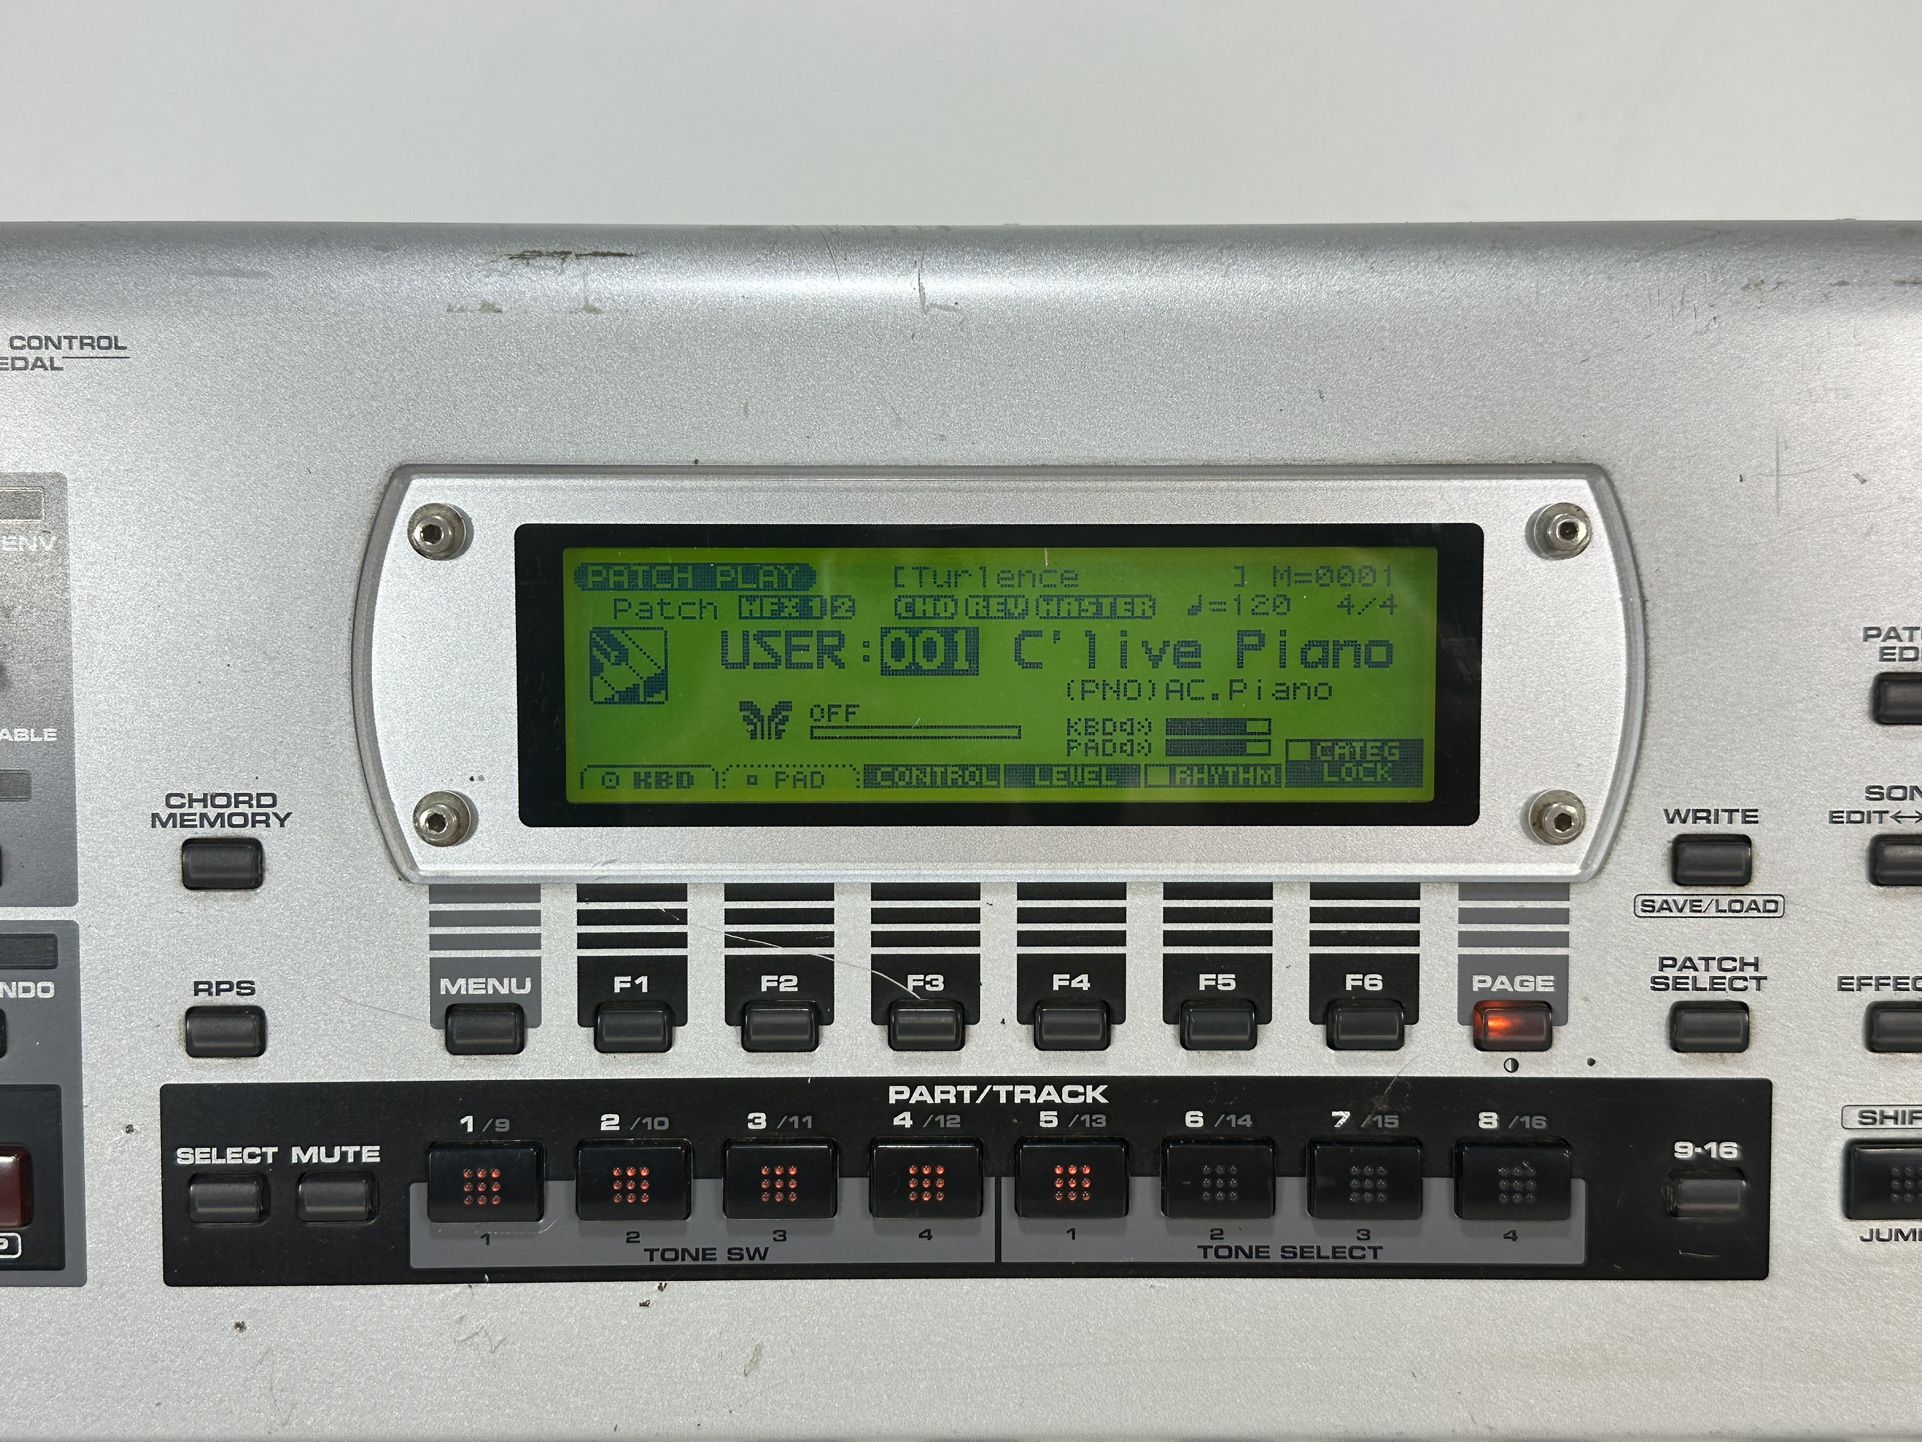 CONTROL
EDAL
ENV
ABLE
NDO
PATCH PLAY [Turlence ] M=0001
Patch MFX 1 2 CHO REV MASTER ♩=120 4/4
USER:001 C'live Piano
(PNO)AC.Piano
OFF
KBD
PAD
KBD PAD CONTROL LEVEL RHYTHM CATEG LOCK
CHORD
MEMORY
RPS
MENU F1 F2 F3 F4 F5 F6 PAGE
PAT
ED
WRITE
SAVE/LOAD
SON
EDIT↔
PATCH
SELECT
EFFEC
PART/TRACK
1/9 2/10 3/11 4/12 5/13 6/14 7/15 8/16
SELECT MUTE
9-16
1 2 3 4 1 2 3 4
TONE SW TONE SELECT
SHIF
JUM
P